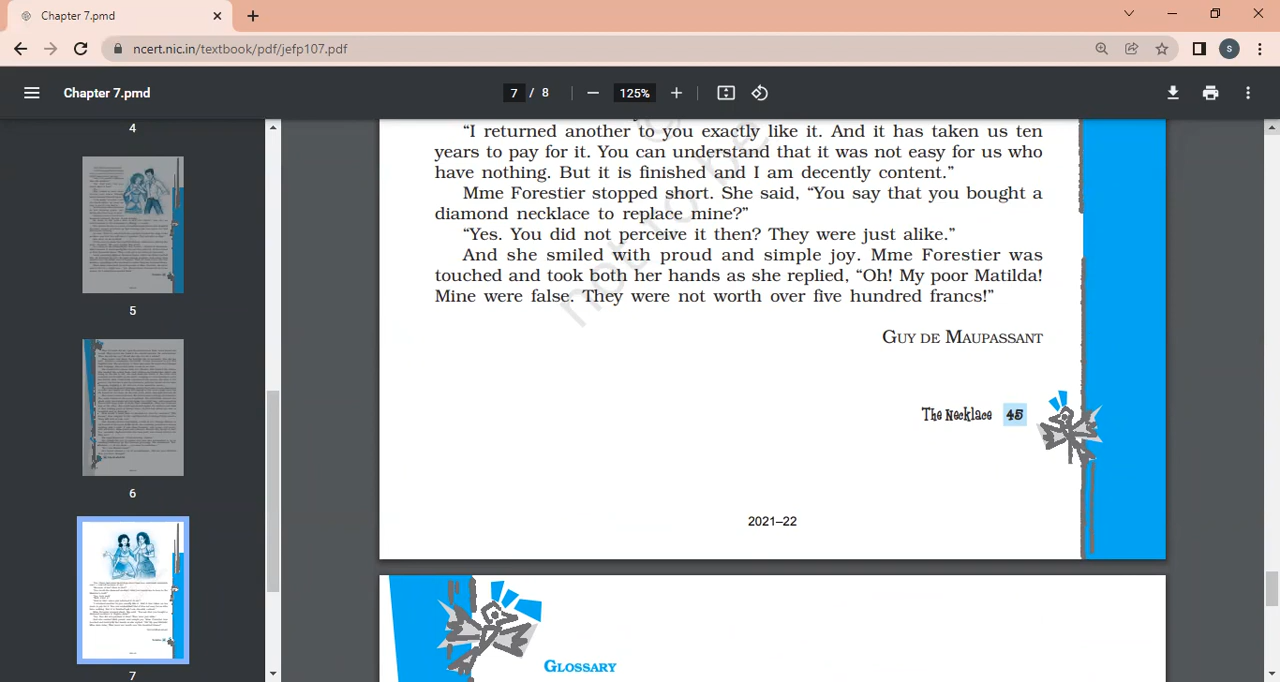 Chapter 7.pmd
ncert.nic.in/textbook/pdf/jefp107.pdf
S
Chapter 7.pmd
7 / 8
125%
4
5
6
7
“I returned another to you exactly like it. And it has taken us ten
years to pay for it. You can understand that it was not easy for us who
have nothing. But it is finished and I am decently content.”
Mme Forestier stopped short. She said, “You say that you bought a
diamond necklace to replace mine?”
“Yes. You did not perceive it then? They were just alike.”
And she smiled with proud and simple joy. Mme Forestier was
touched and took both her hands as she replied, “Oh! My poor Matilda!
Mine were false. They were not worth over five hundred francs!”
GUY DE MAUPASSANT
The Necklace 45
2021–22
GLOSSARY
not to be